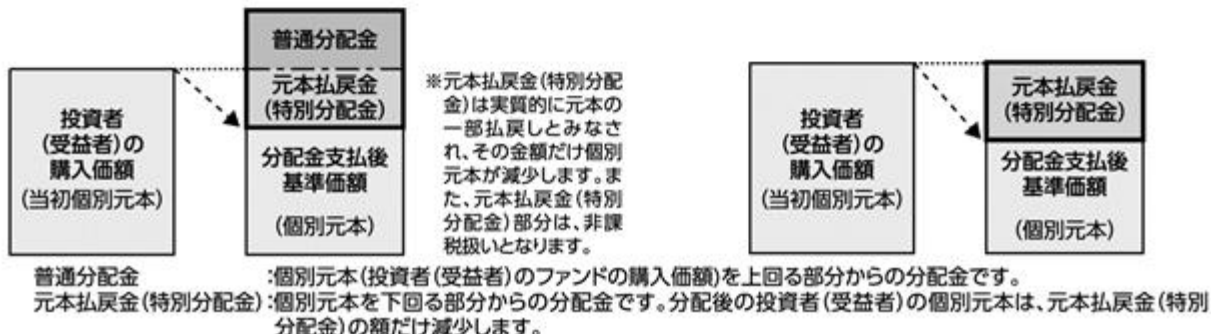 普通分配金
元本払戻金
(特別分配金)
投資者
(受益者)の
購入価額
(当初個別元本)
分配金支払後
基準価額
(個別元本)
※元本払戻金(特別分配
金)は実質的に元本の
一部払戻しとみなさ
れ、その金額だけ個別
元本が減少します。ま
た、元本払戻金(特別
分配金)部分は、非課
税扱いとなります。
投資者
(受益者)の
購入価額
(当初個別元本)
元本払戻金
(特別分配金)
分配金支払後
基準価額
(個別元本)
普通分配金 :個別元本(投資者(受益者)のファンドの購入価額)を上回る部分からの分配金です。
元本払戻金(特別分配金):個別元本を下回る部分からの分配金です。分配後の投資者(受益者)の個別元本は、元本払戻金(特別
分配金)の額だけ減少します。